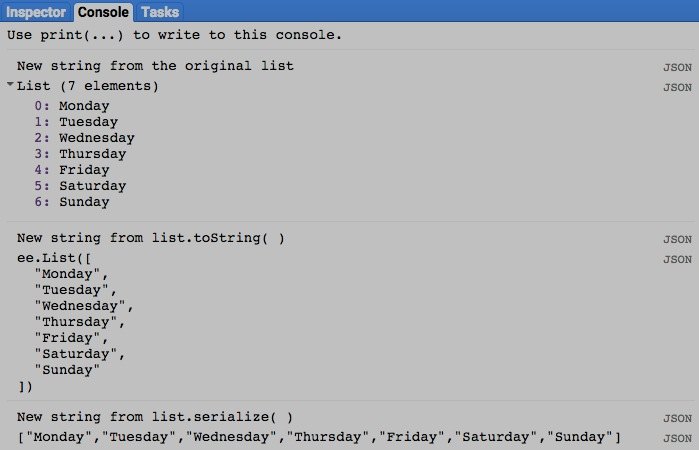 Inspector Console Tasks
Use print(...) to write to this console.
New string from the original list JSON
List (7 elements) JSON
0: Monday
1: Tuesday
2: Wednesday
3: Thursday
4: Friday
5: Saturday
6: Sunday
New string from list.toString( ) JSON
ee.List([ JSON
"Monday",
"Tuesday",
"Wednesday",
"Thursday",
"Friday",
"Saturday",
"Sunday"
])
New string from list.serialize( ) JSON
["Monday","Tuesday","Wednesday","Thursday","Friday","Saturday","Sunday"] JSON